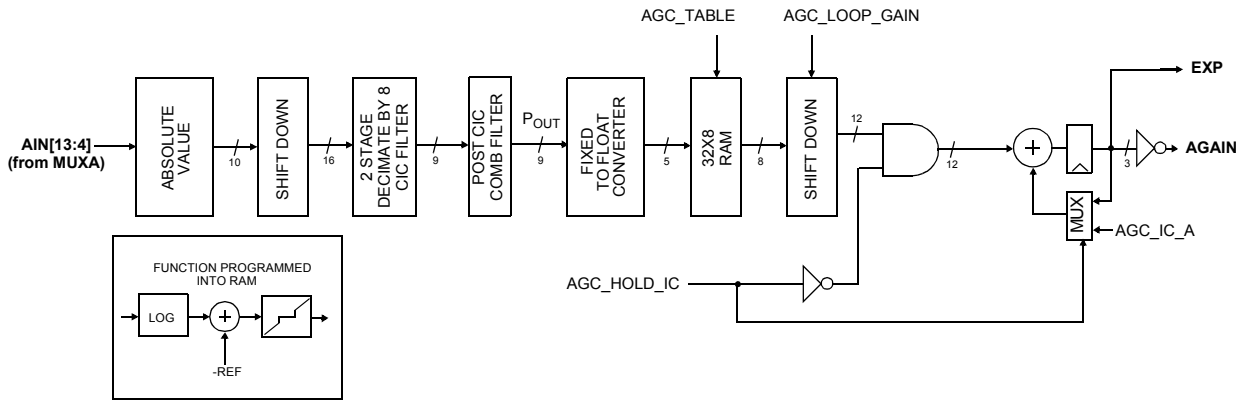 AGC_TABLE
AGC_LOOP_GAIN
EXP
AIN[13:4]
(from MUXA)
ABSOLUTE
VALUE
10
SHIFT DOWN
16
2 STAGE
DECIMATE BY 8
CIC FILTER
9
POST CIC
COMB FILTER
POUT
9
FIXED
TO FLOAT
CONVERTER
5
32X8
RAM
8
SHIFT DOWN
12
12
+
3
AGAIN
MUX
AGC_IC_A
AGC_HOLD_IC
FUNCTION PROGRAMMED
INTO RAM
LOG
+
-REF